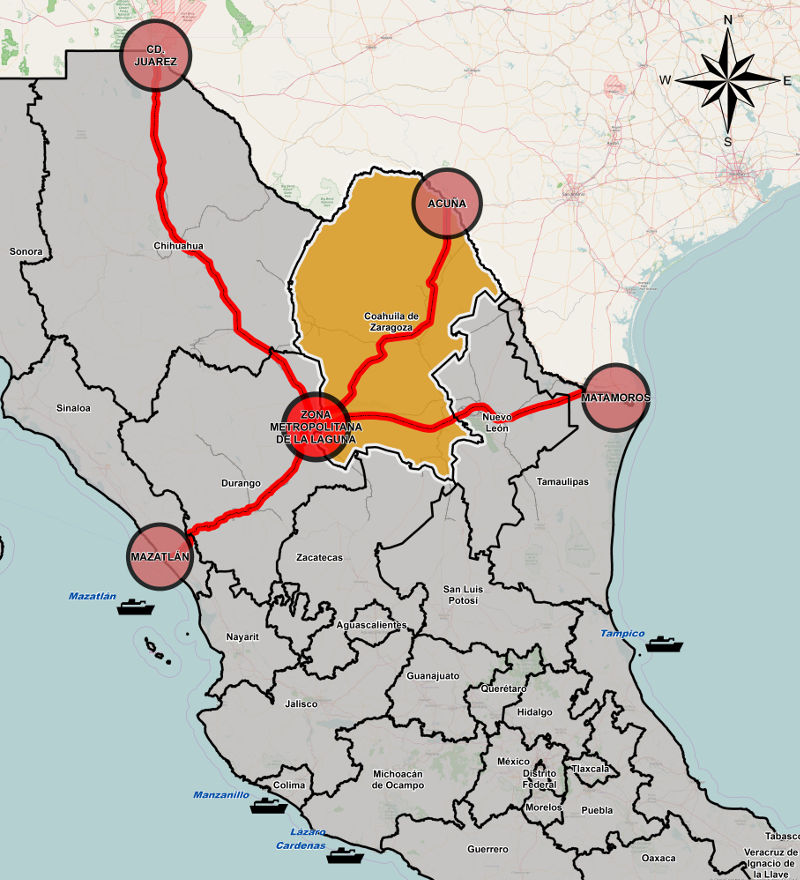 N
CD.
JUAREZ
W
E
S
ACUÑA
Sonora
Chihuahua
Coahuila de
Zaragoza
MATAMOROS
Sinaloa
ZONA
METROPOLITANA
DE LA LAGUNA
Nuevo
León
Durango
Tamaulipas
MAZATLÁN
Zacatecas
Mazatlán
San Luis
Potosí
Aguascalientes
Nayarit
Tampico
Guanajuato
Querétaro
Jalisco
Hidalgo
México
Distrito
Federal
Tlaxcala
Michoacán
de Ocampo
Colima
Manzanillo
Morelos
Puebla
Lázaro
Cardenas
Guerrero
Tabasco
Oaxaca
Veracruz de
Ignacio de
la Llave